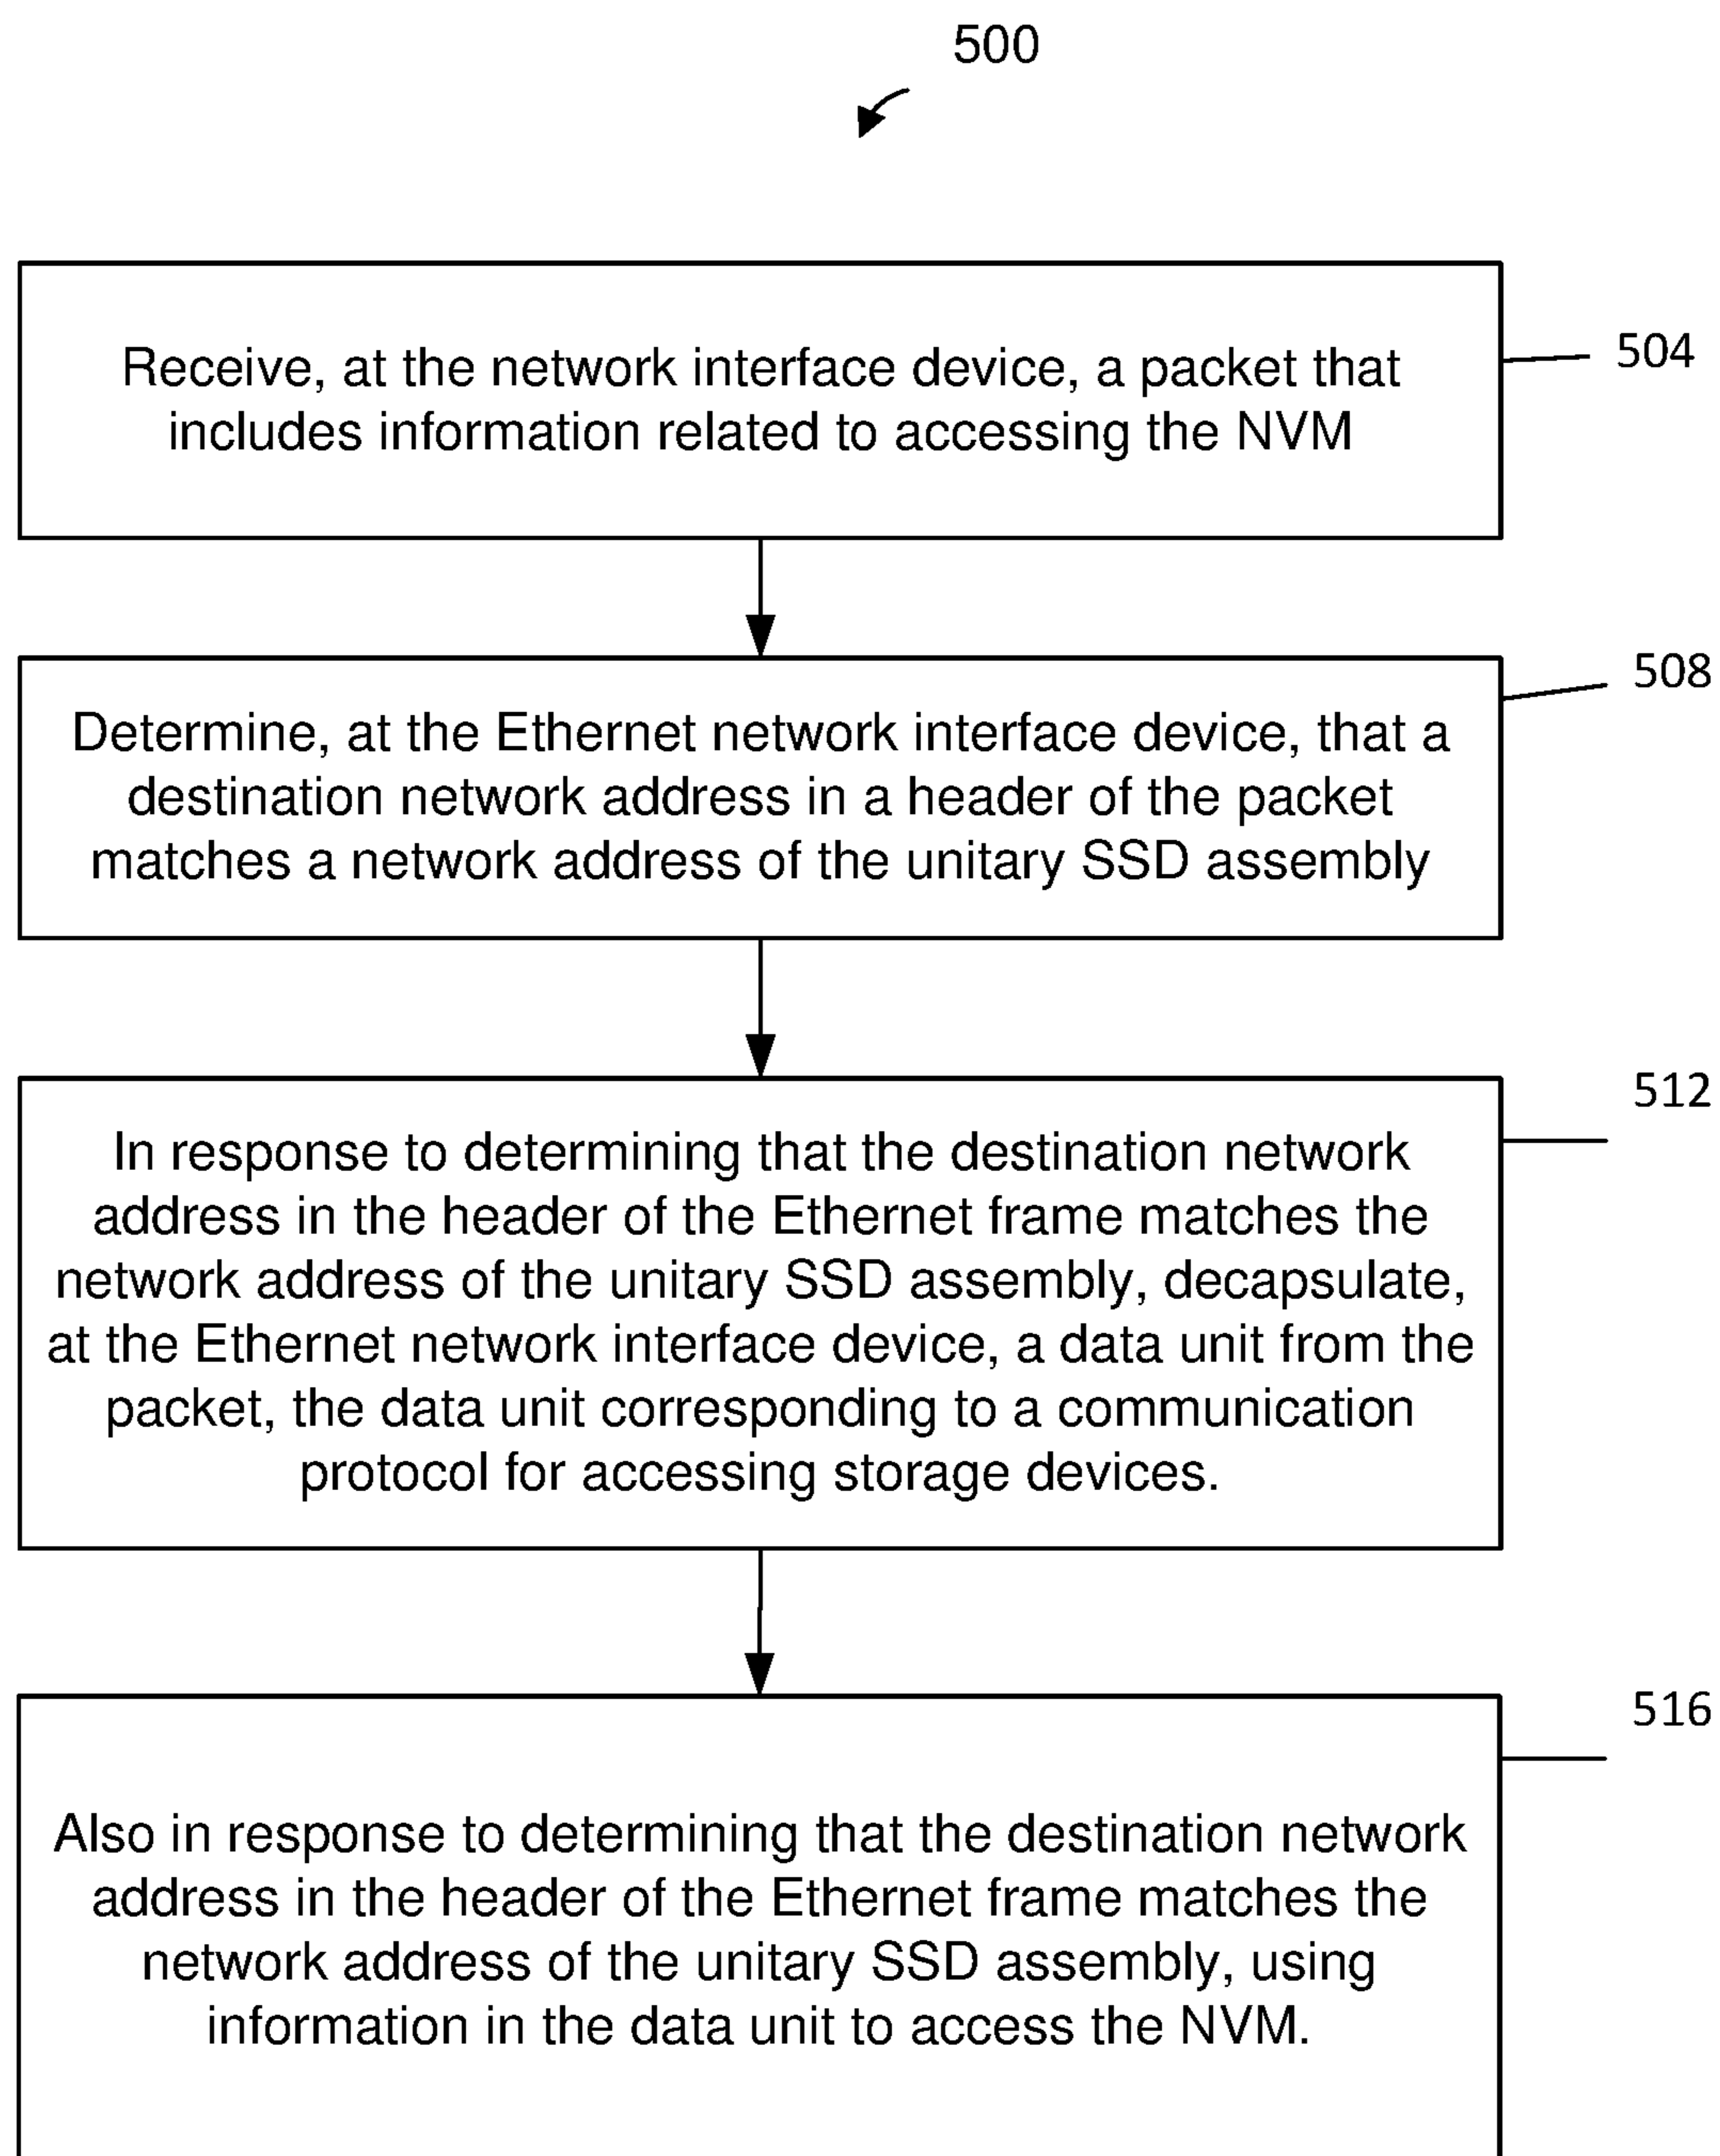 500
Receive, at the network interface device, a packet that
includes information related to accessing the NVM
504
Determine, at the Ethernet network interface device, that a
destination network address in a header of the packet
matches a network address of the unitary SSD assembly
508
In response to determining that the destination network
address in the header of the Ethernet frame matches the
network address of the unitary SSD assembly, decapsulate,
at the Ethernet network interface device, a data unit from the
packet, the data unit corresponding to a communication
protocol for accessing storage devices.
512
Also in response to determining that the destination network
address in the header of the Ethernet frame matches the
network address of the unitary SSD assembly, using
information in the data unit to access the NVM.
516